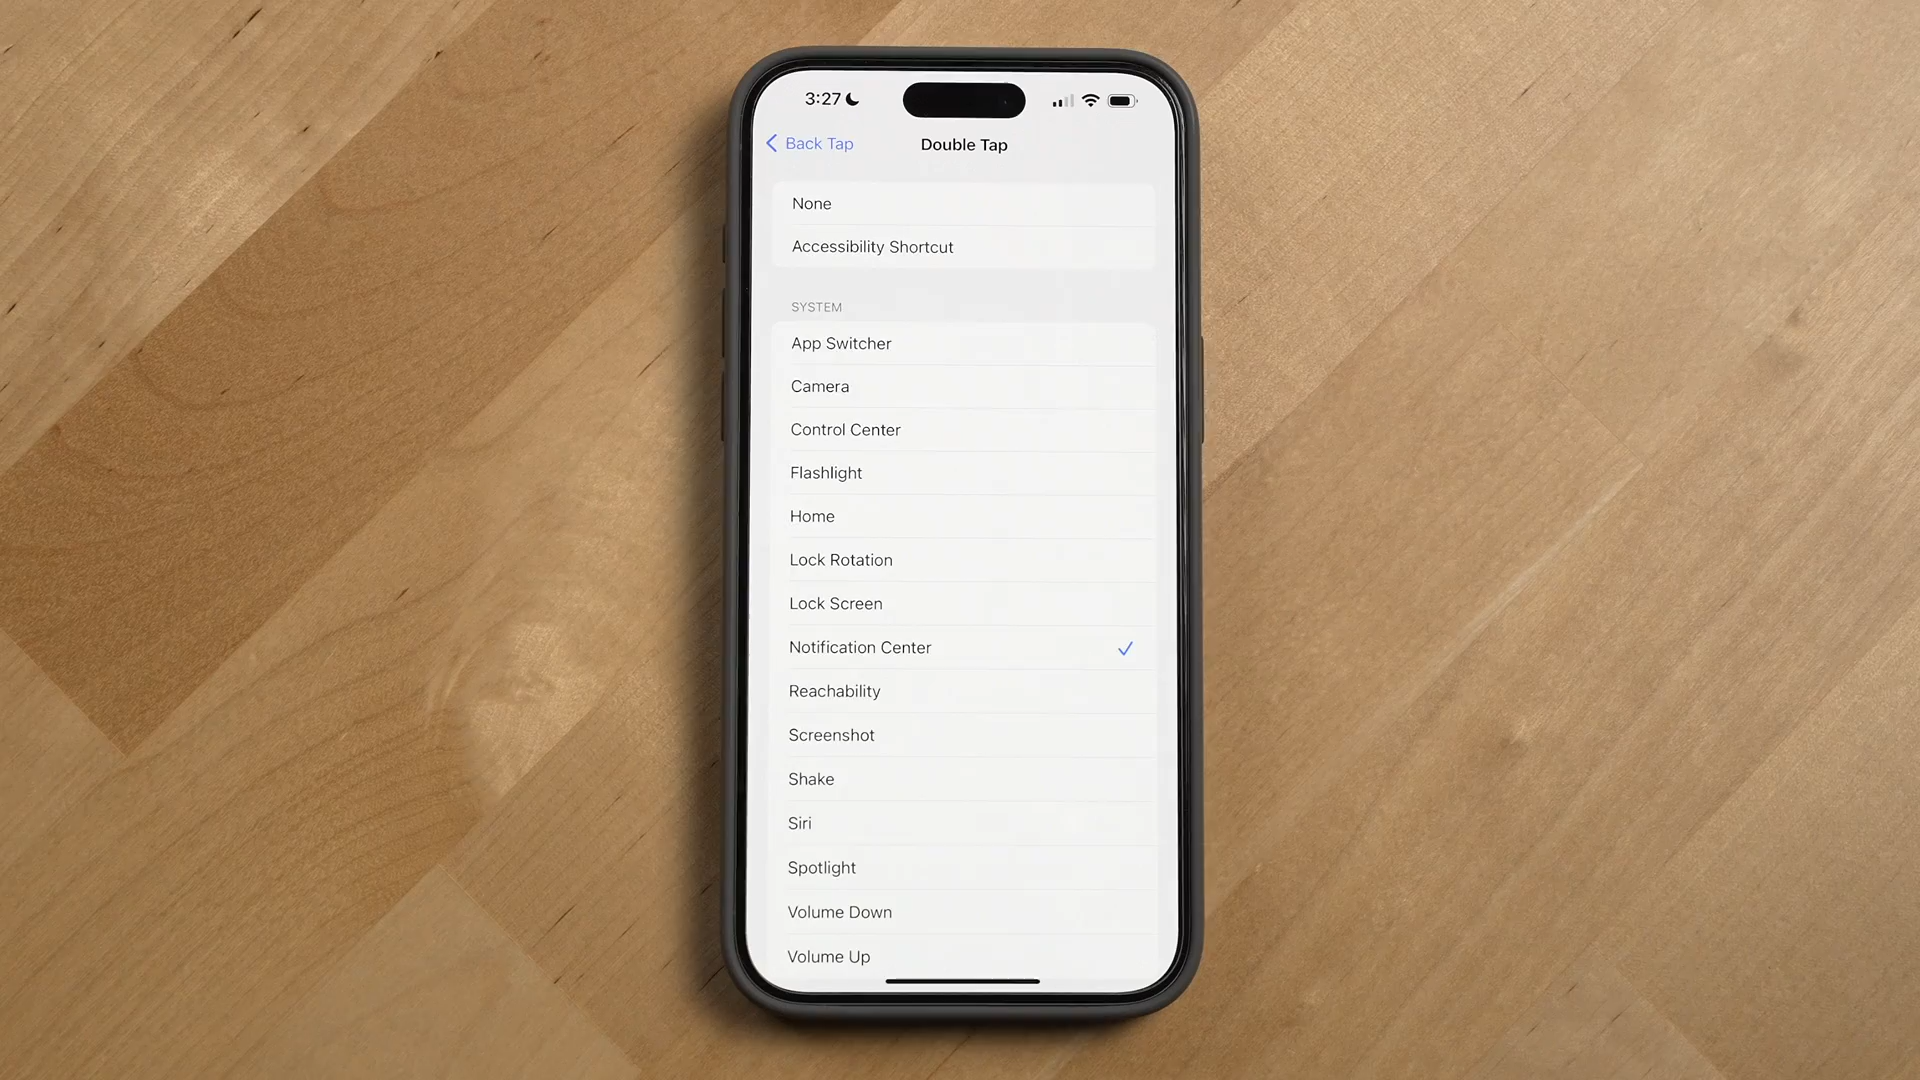 3:27
Back Tap
Double Tap
None
Accessibility Shortcut
SYSTEM
App Switcher
Camera
Control Center
Flashlight
Home
Lock Rotation
Lock Screen
Notification Center
Reachability
Screenshot
Shake
Siri
Spotlight
Volume Down
Volume Up